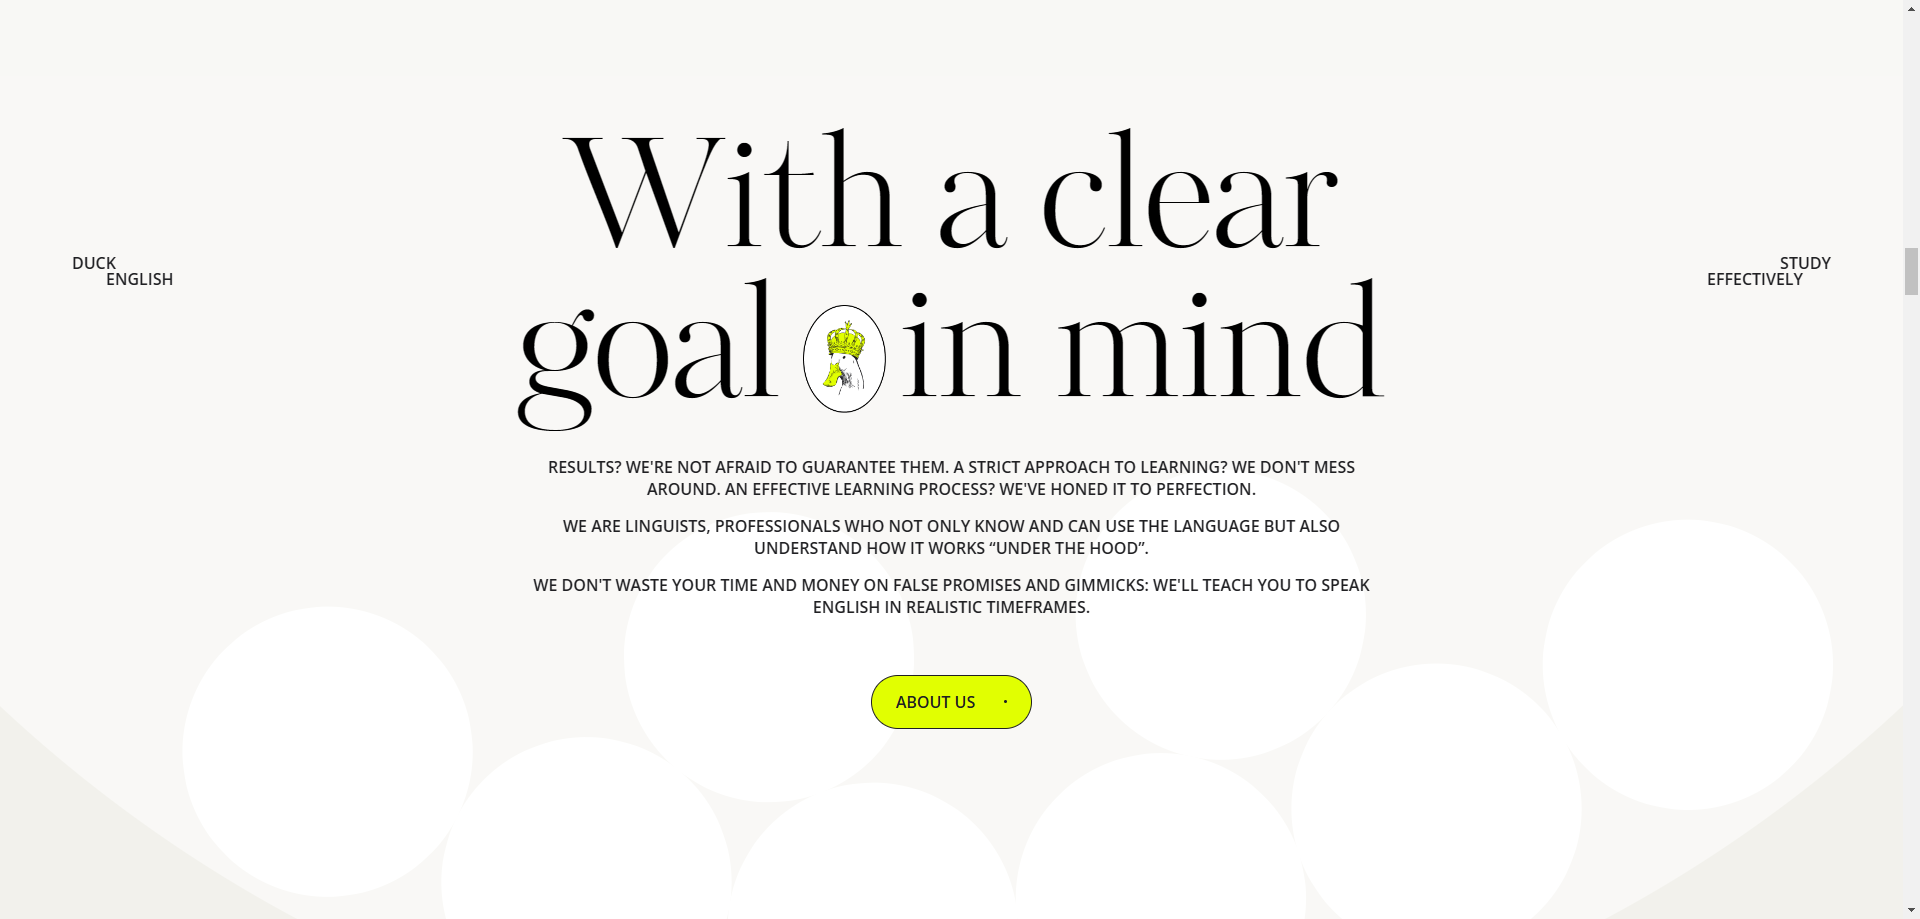 With a clear
goal in mind
DUCK
ENGLISH
STUDY
EFFECTIVELY
RESULTS? WE'RE NOT AFRAID TO GUARANTEE THEM. A STRICT APPROACH TO LEARNING? WE DON'T MESS
AROUND. AN EFFECTIVE LEARNING PROCESS? WE'VE HONED IT TO PERFECTION.
WE ARE LINGUISTS, PROFESSIONALS WHO NOT ONLY KNOW AND CAN USE THE LANGUAGE BUT ALSO
UNDERSTAND HOW IT WORKS “UNDER THE HOOD”.
WE DON'T WASTE YOUR TIME AND MONEY ON FALSE PROMISES AND GIMMICKS: WE'LL TEACH YOU TO SPEAK
ENGLISH IN REALISTIC TIMEFRAMES.
ABOUT US